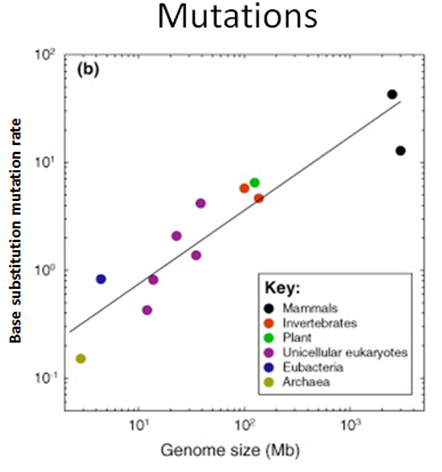 Mutations
(b)
Base substitution mutation rate
10²
10¹
10⁰
10⁻¹
Key:
Mammals
Invertebrates
Plant
Unicellular eukaryotes
Eubacteria
Archaea
10¹ 10² 10³
Genome size (Mb)